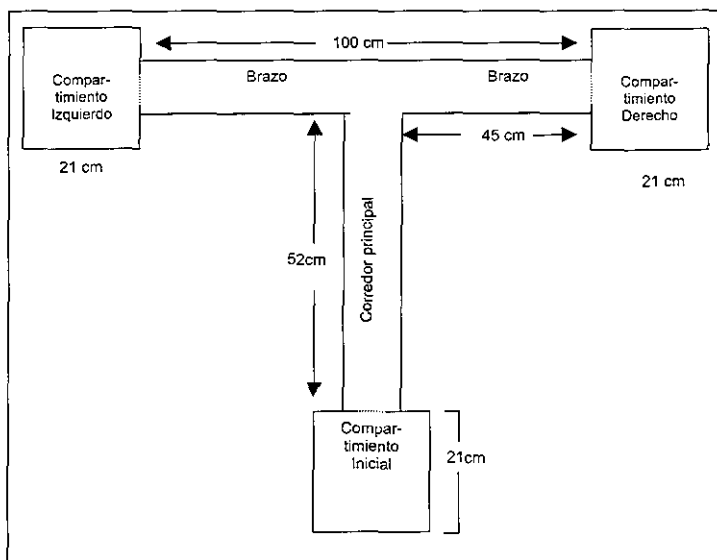 100 cm
Compar-
timiento
Izquierdo
Brazo
Brazo
Compar-
timiento
Derecho
21 cm
45 cm
21 cm
52cm
Corredor principal
Compar-
timiento
Inicial
21cm